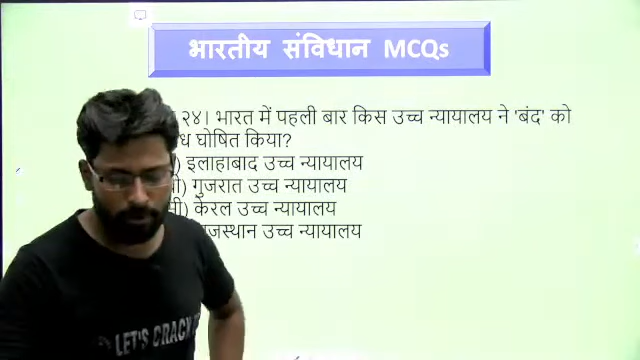 भारतीय संविधान MCQs
२४। भारत में पहली बार किस उच्च न्यायालय ने 'बंद' को
घोषित किया?
इलाहाबाद उच्च न्यायालय
गुजरात उच्च न्यायालय
केरल उच्च न्यायालय
उच्च न्यायालय
LET'S CRACK